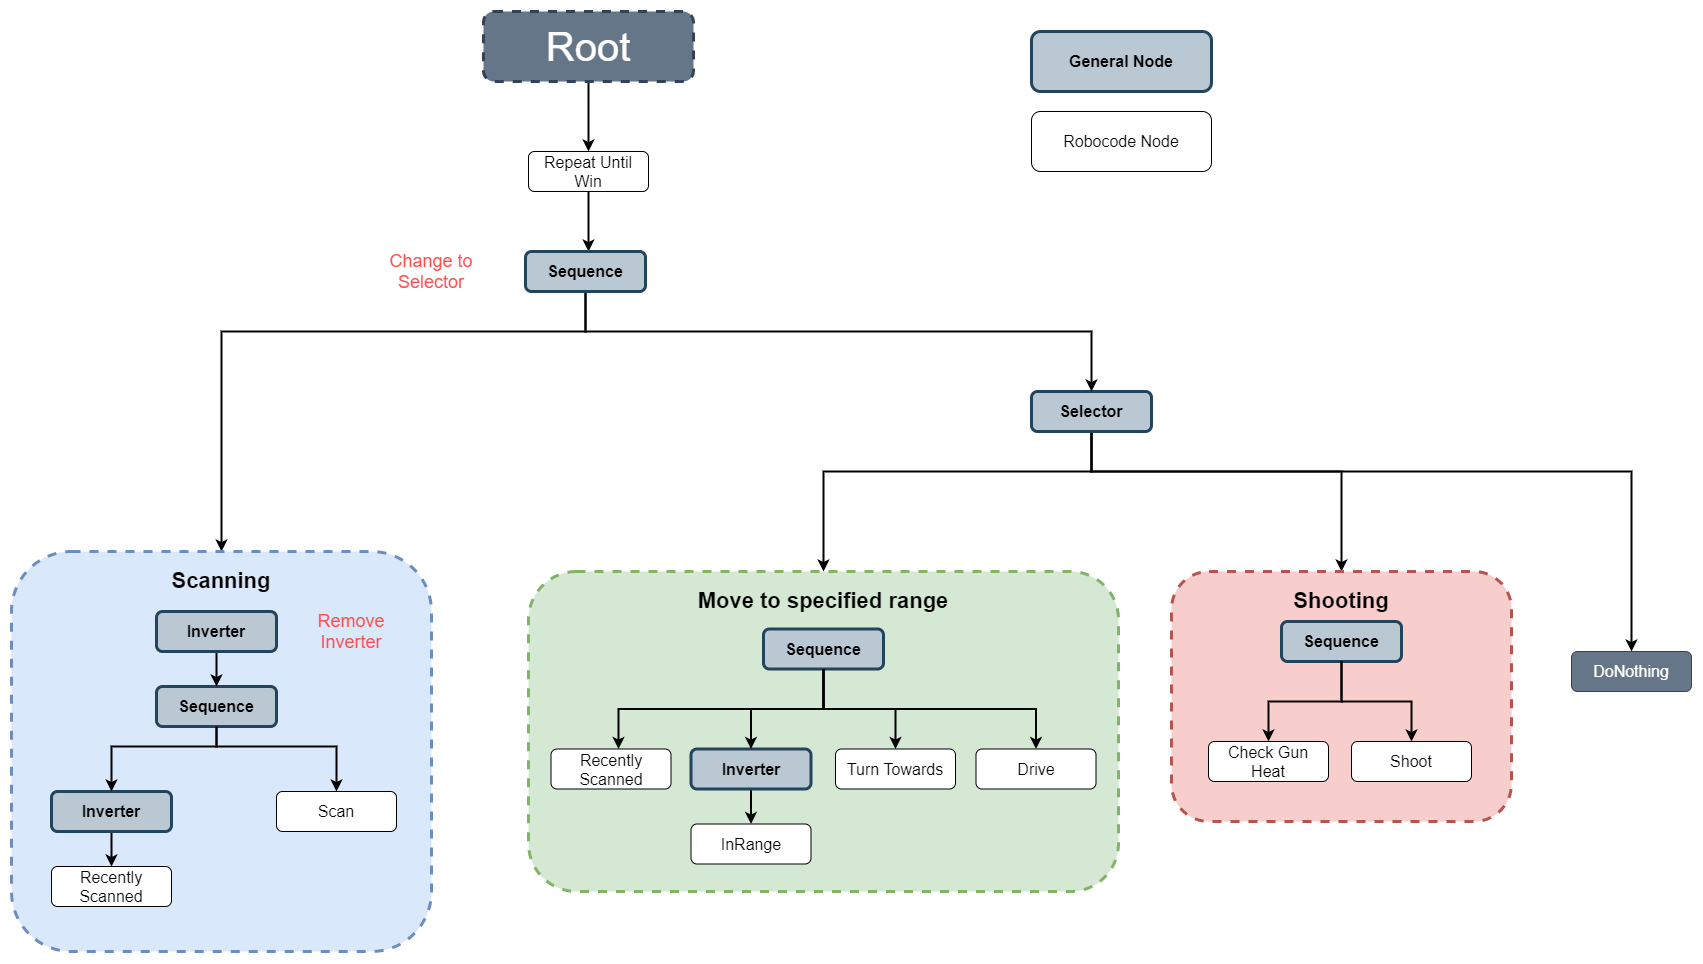 Root
General Node
Robocode Node
Repeat Until
Win
Change to
Selector
Sequence
Selector
Scanning
Inverter
Remove
Inverter
Sequence
Inverter
Scan
Recently
Scanned
Move to specified range
Sequence
Recently
Scanned
Inverter
Turn Towards
Drive
InRange
Shooting
Sequence
Check Gun
Heat
Shoot
DoNothing